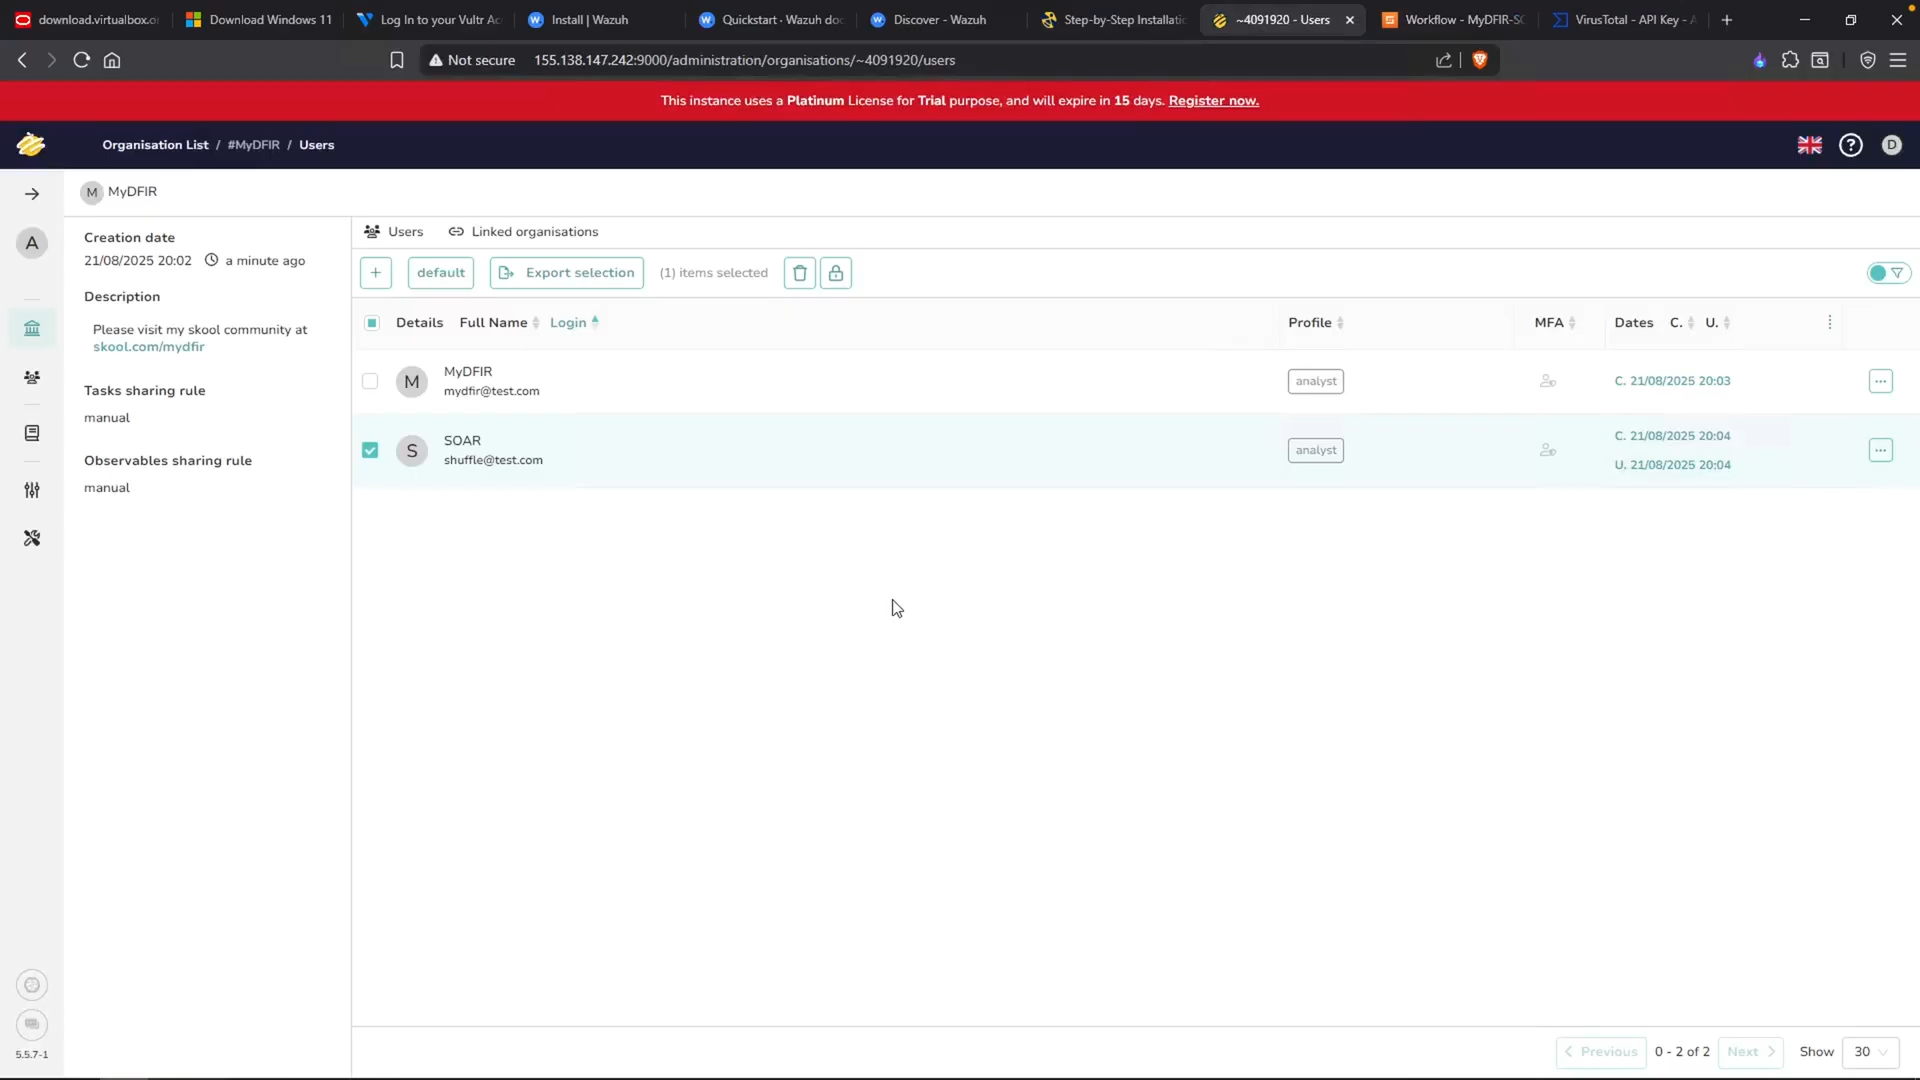 download.virtualbox.o
Download Windows 11
Log In to your Vultr Ac
Install | Wazuh
Quickstart · Wazuh doc
Discover - Wazuh
Step-by-Step Installati
~4091920 - Users
Workflow - MyDFIR-SO
VirusTotal - API Key - A
Not secure
155.138.147.242:9000/administration/organisations/~4091920/users
This instance uses a Platinum License for Trial purpose, and will expire in 15 days. Register now.
Organisation List / #MyDFIR / Users
D
M MyDFIR
A
Creation date
21/08/2025 20:02 a minute ago
Description
Please visit my skool community at
skool.com/mydfir
Tasks sharing rule
manual
Observables sharing rule
manual
Users
Linked organisations
default
Export selection
(1) items selected
Details Full Name Login Profile MFA Dates C. U.
M
MyDFIR
mydfir@test.com
analyst
C. 21/08/2025 20:03
S
SOAR
shuffle@test.com
analyst
C. 21/08/2025 20:04
U. 21/08/2025 20:04
5.5.7-1
Previous 0 - 2 of 2 Next Show 30